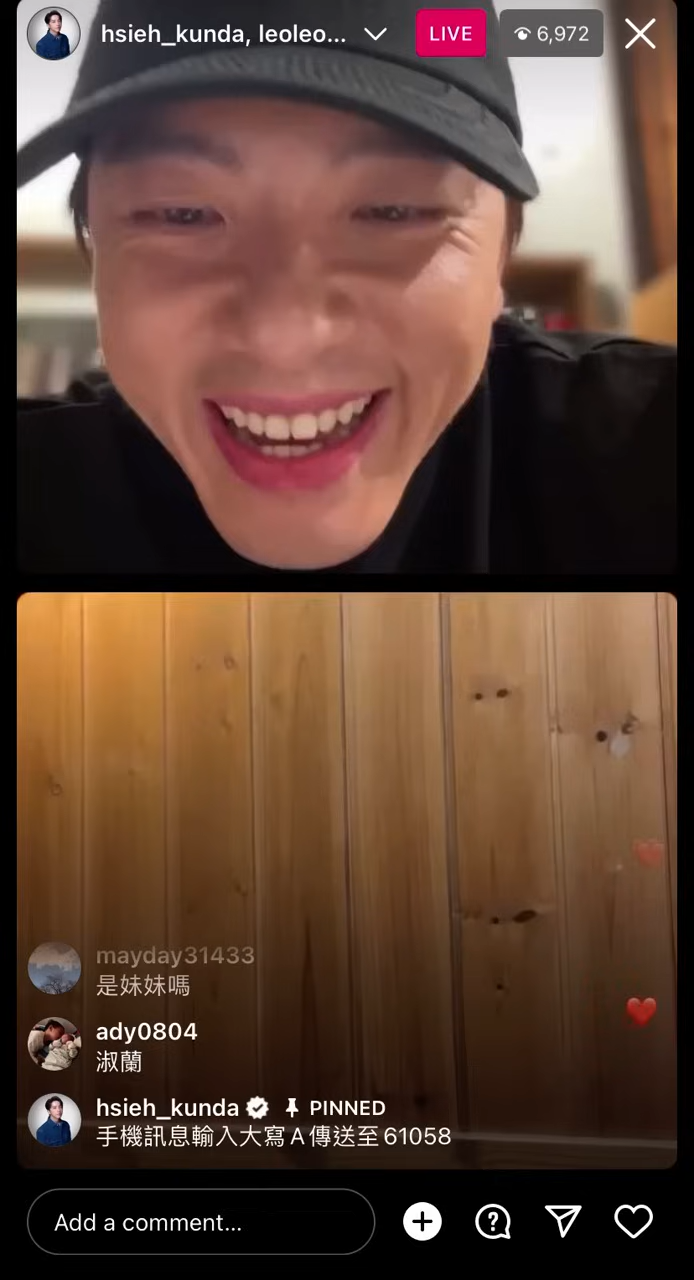 hsieh_kunda, leoleo...
LIVE
6,972
mayday31433
是妹妹嗎
ady0804
淑蘭
hsieh_kunda PINNED
手機訊息輸入大寫A傳送至61058
Add a comment...